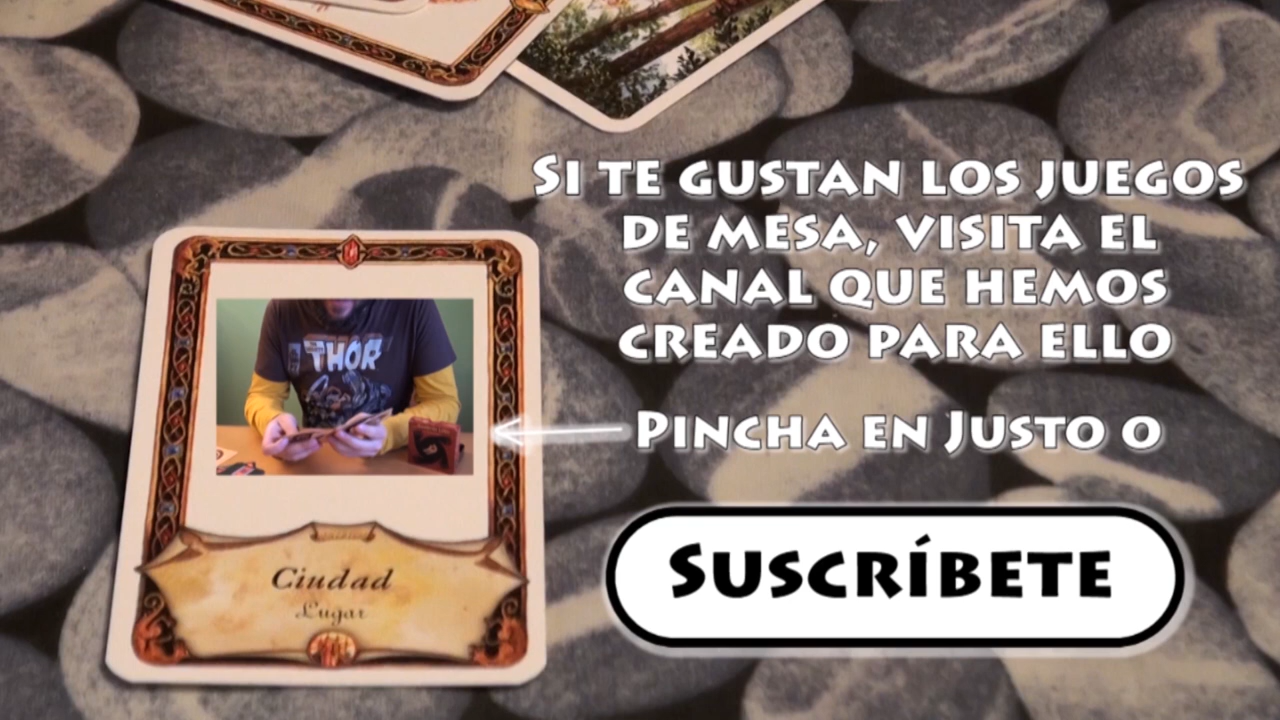 Si te gustan los juegos
de mesa, visita el
canal que hemos
creado para ello
Pincha en Justo o
Suscríbete
THOR
Ciudad
Lugar